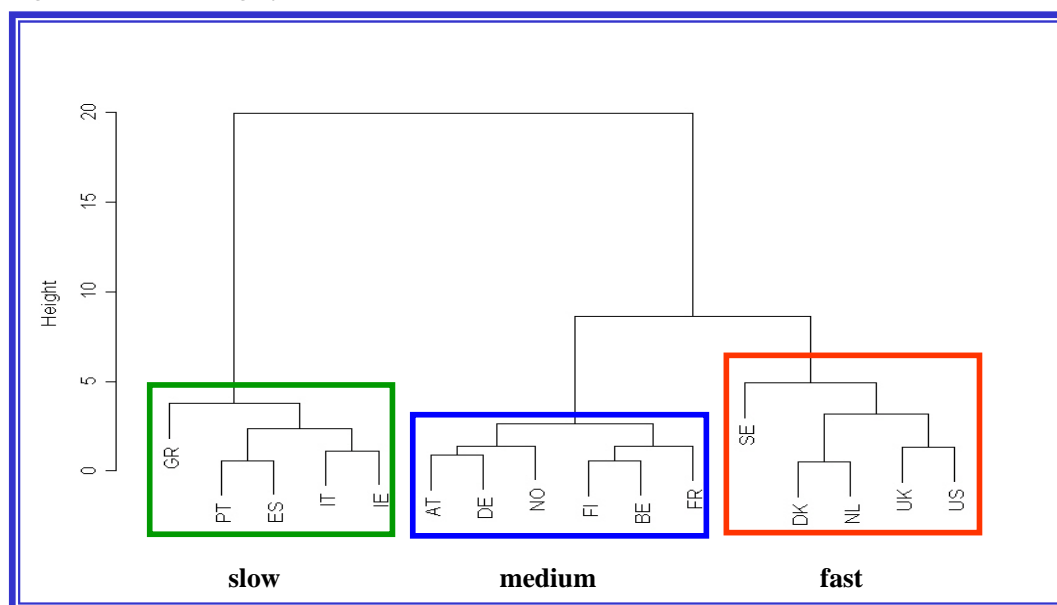 20
15
10
5
0
Height
GR
PT
ES
IT
IE
AT
DE
NO
FI
BE
FR
SE
DK
NL
UK
US
slow medium fast